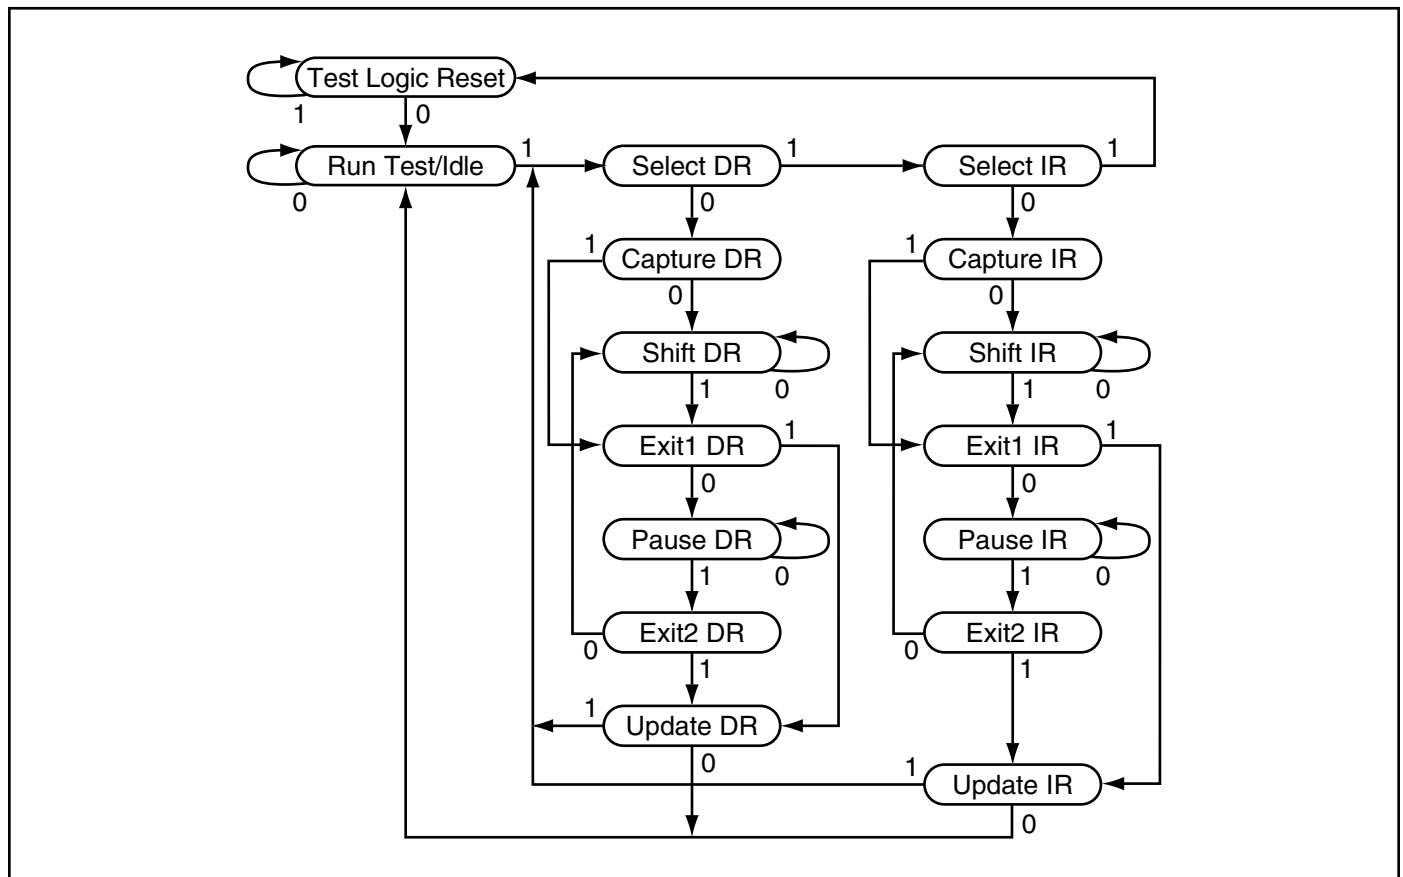 Test Logic Reset
1
0
Run Test/Idle
1
Select DR
1
Select IR
1
0
0
0
1
Capture DR
1
Capture IR
0
0
Shift DR
Shift IR
1
0
1
0
Exit1 DR
1
Exit1 IR
1
0
0
Pause DR
Pause IR
1
0
1
0
Exit2 DR
Exit2 IR
0
1
0
1
1
Update DR
0
1
Update IR
0